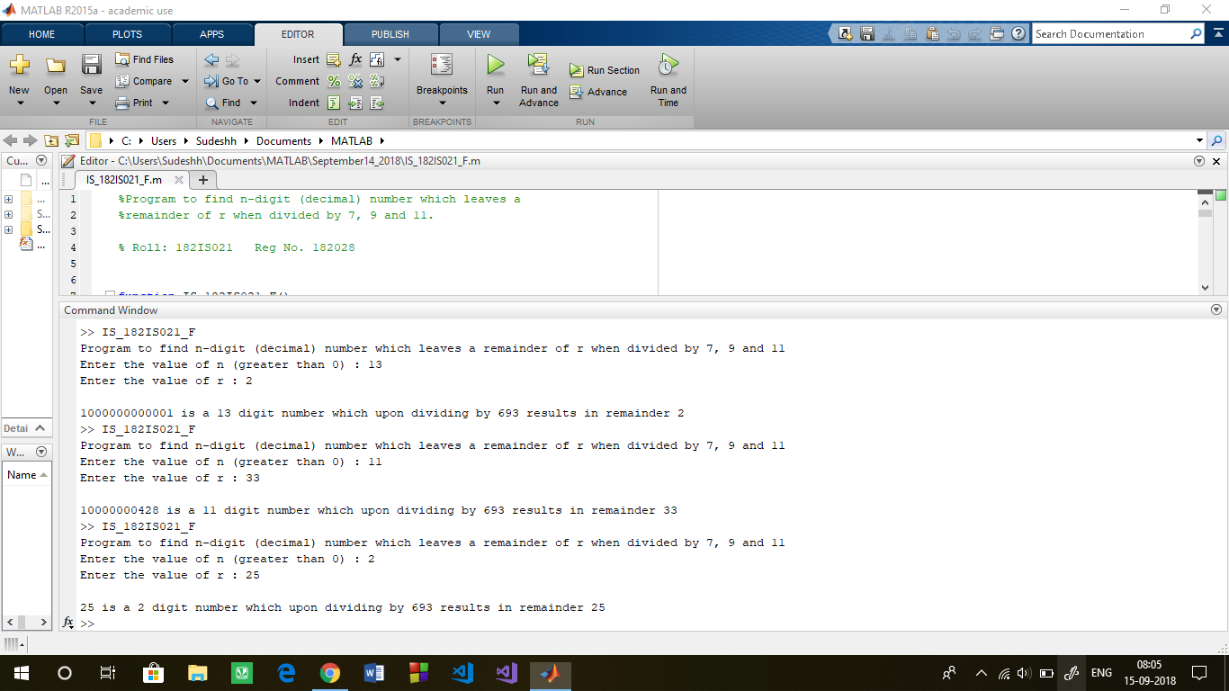 MATLAB R2015a - academic use
HOME PLOTS APPS EDITOR PUBLISH VIEW
Search Documentation
New Open Save
Find Files
Compare
Print
Go To
Find
Insert
Comment
Indent
fx
Breakpoints
Run
Run and Advance
Run Section
Advance
Run and Time
FILE NAVIGATE EDIT BREAKPOINTS RUN
C: Users Sudeshh Documents MATLAB
Cu...
Editor - C:\Users\Sudeshh\Documents\MATLAB\September14_2018\IS_182IS021_F.m
IS_182IS021_F.m
...
...
S...
S...
...
1 %Program to find n-digit (decimal) number which leaves a
2 %remainder of r when divided by 7, 9 and 11.
3
4 % Roll: 182IS021 Reg No. 182028
5
6
7 function IS_182IS021_F()
Command Window
>> IS_182IS021_F
Program to find n-digit (decimal) number which leaves a remainder of r when divided by 7, 9 and 11
Enter the value of n (greater than 0) : 13
Enter the value of r : 2
1000000000001 is a 13 digit number which upon dividing by 693 results in remainder 2
>> IS_182IS021_F
Program to find n-digit (decimal) number which leaves a remainder of r when divided by 7, 9 and 11
Enter the value of n (greater than 0) : 11
Enter the value of r : 33
10000000428 is a 11 digit number which upon dividing by 693 results in remainder 33
>> IS_182IS021_F
Program to find n-digit (decimal) number which leaves a remainder of r when divided by 7, 9 and 11
Enter the value of n (greater than 0) : 2
Enter the value of r : 25
25 is a 2 digit number which upon dividing by 693 results in remainder 25
fx >>
Detai
W...
Name
ENG
08:05
15-09-2018